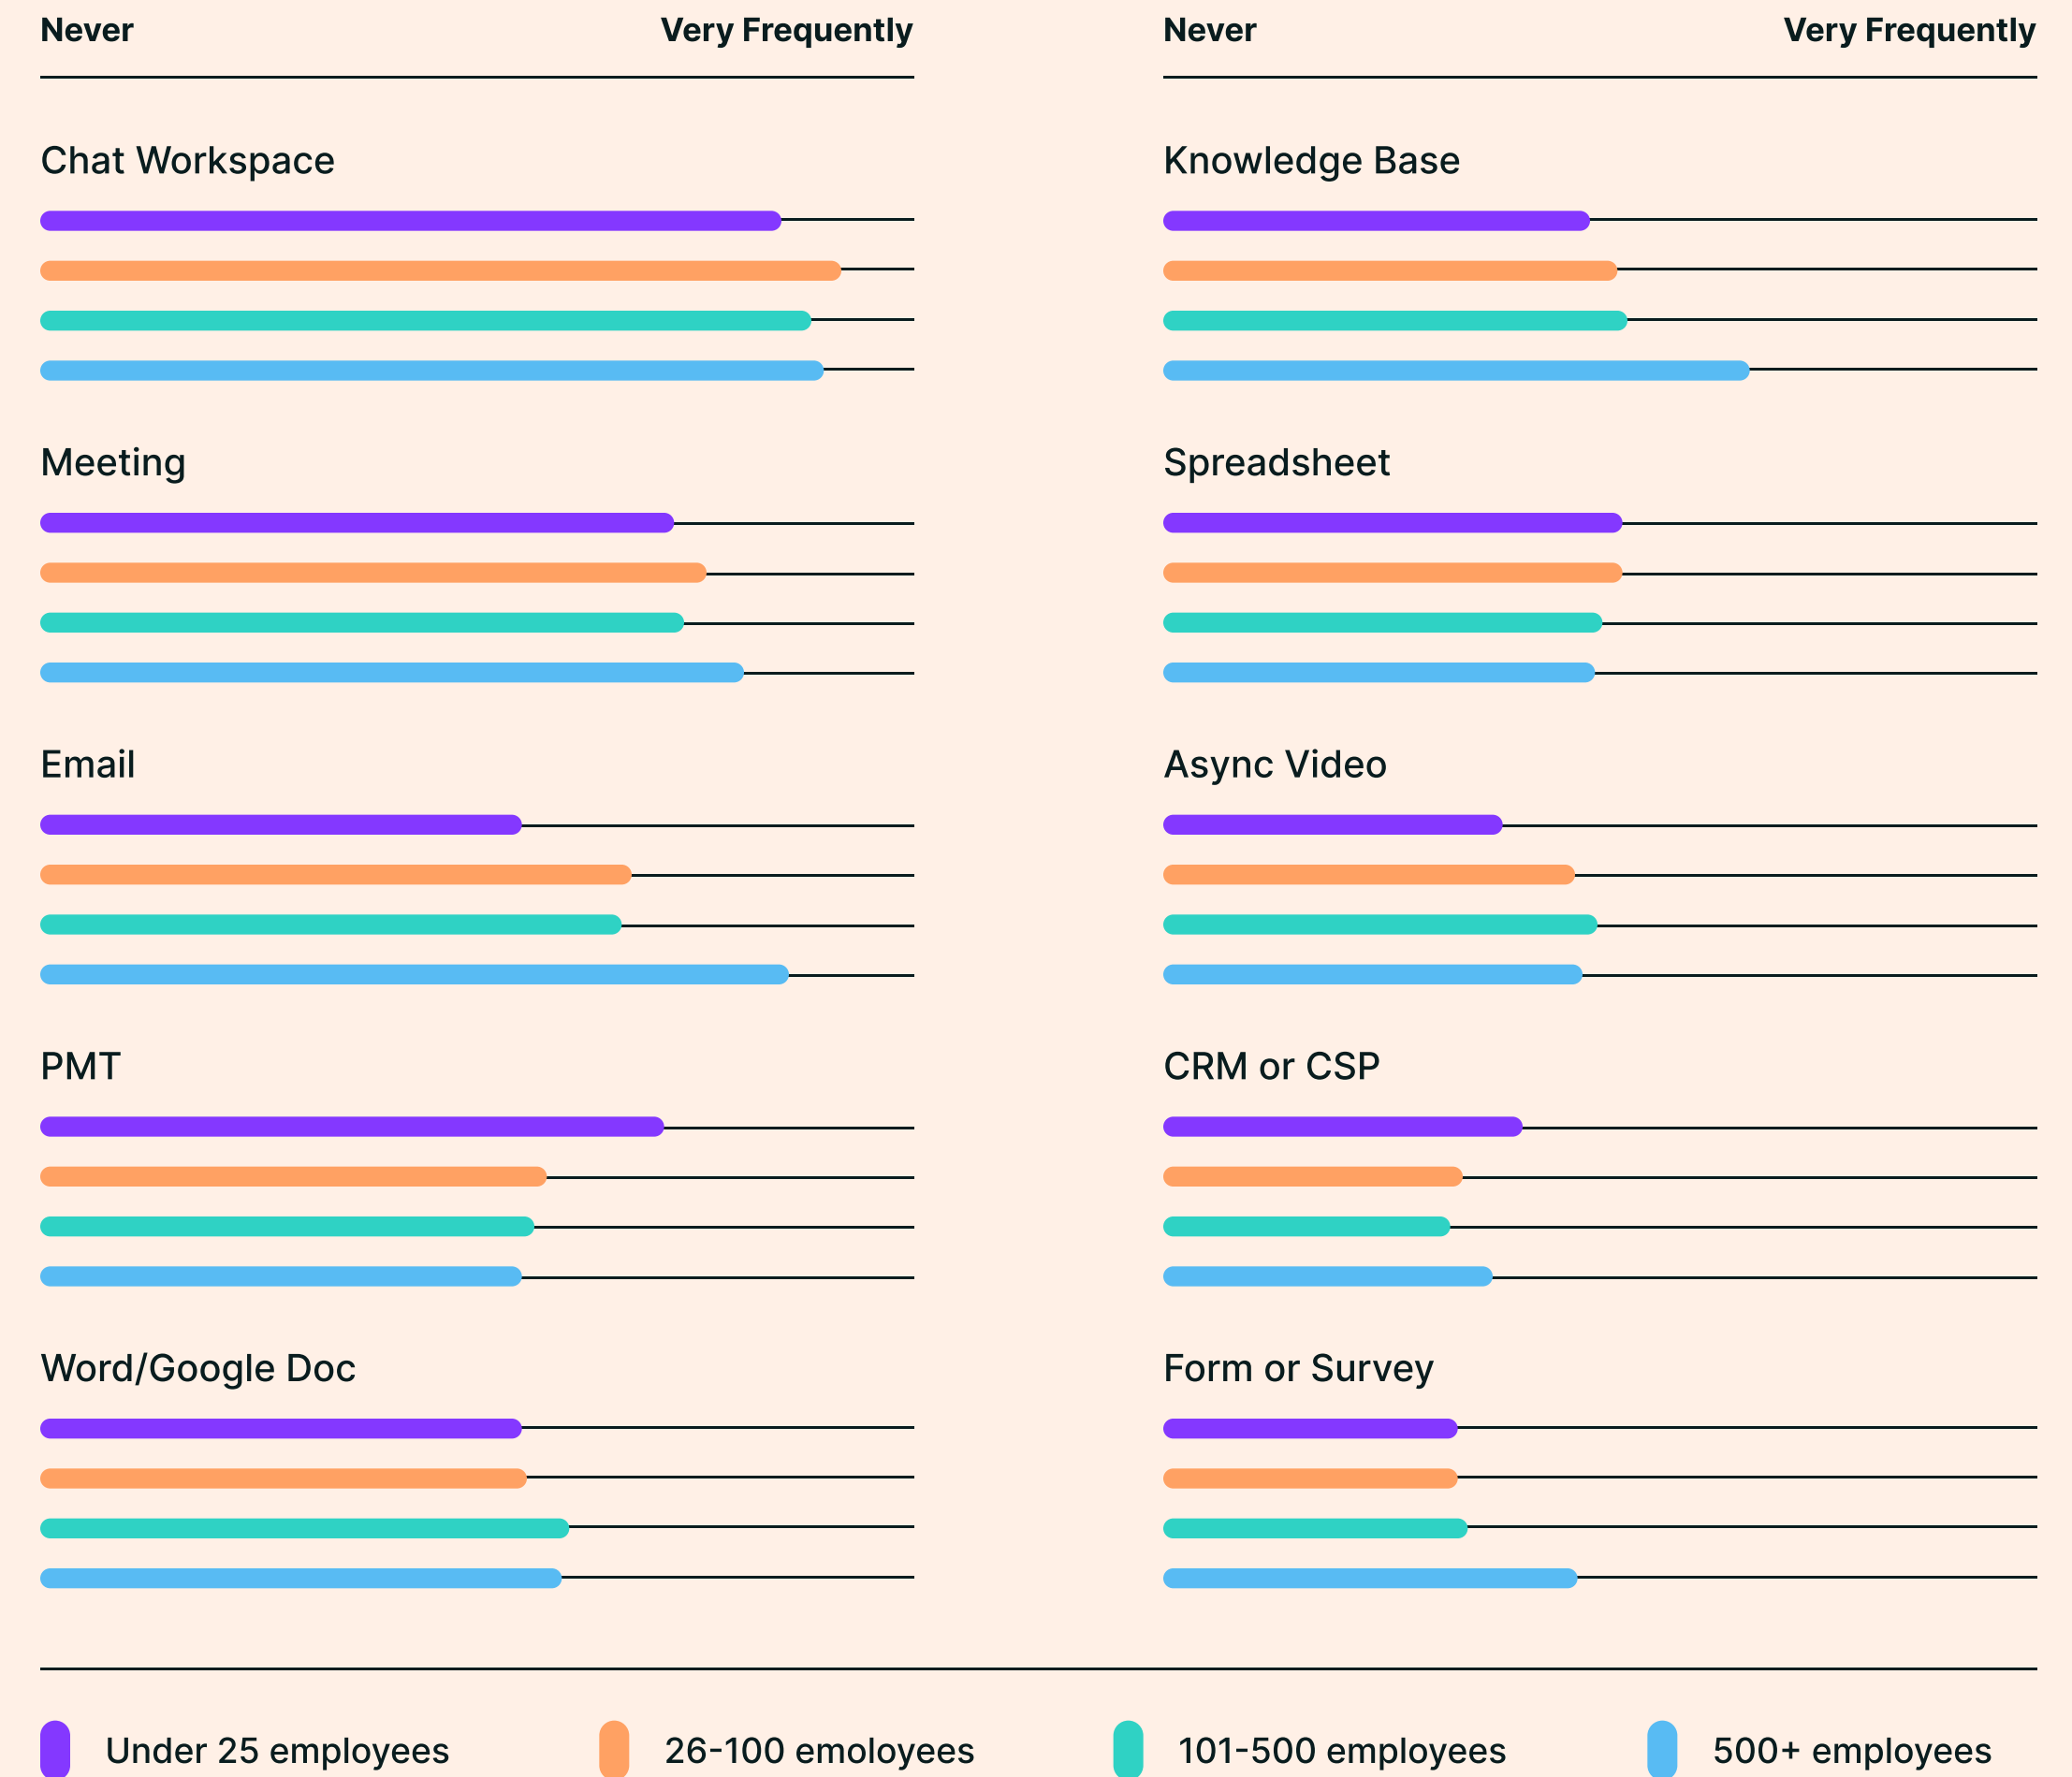 Never Very Frequently
Chat Workspace
Meeting
Email
PMT
Word/Google Doc
Never Very Frequently
Knowledge Base
Spreadsheet
Async Video
CRM or CSP
Form or Survey
Under 25 employees
26-100 emoloyees
101-500 employees
500+ employees